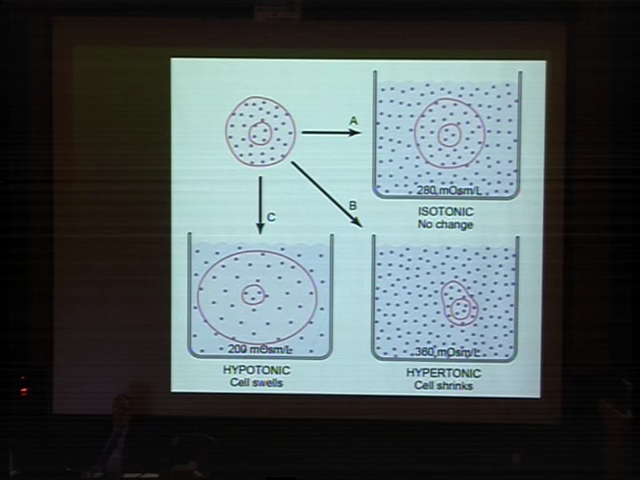 A
280 mOsm/L
ISOTONIC
No change
B
C
200 mOsm/L
HYPOTONIC
Cell swells
360 mOsm/L
HYPERTONIC
Cell shrinks